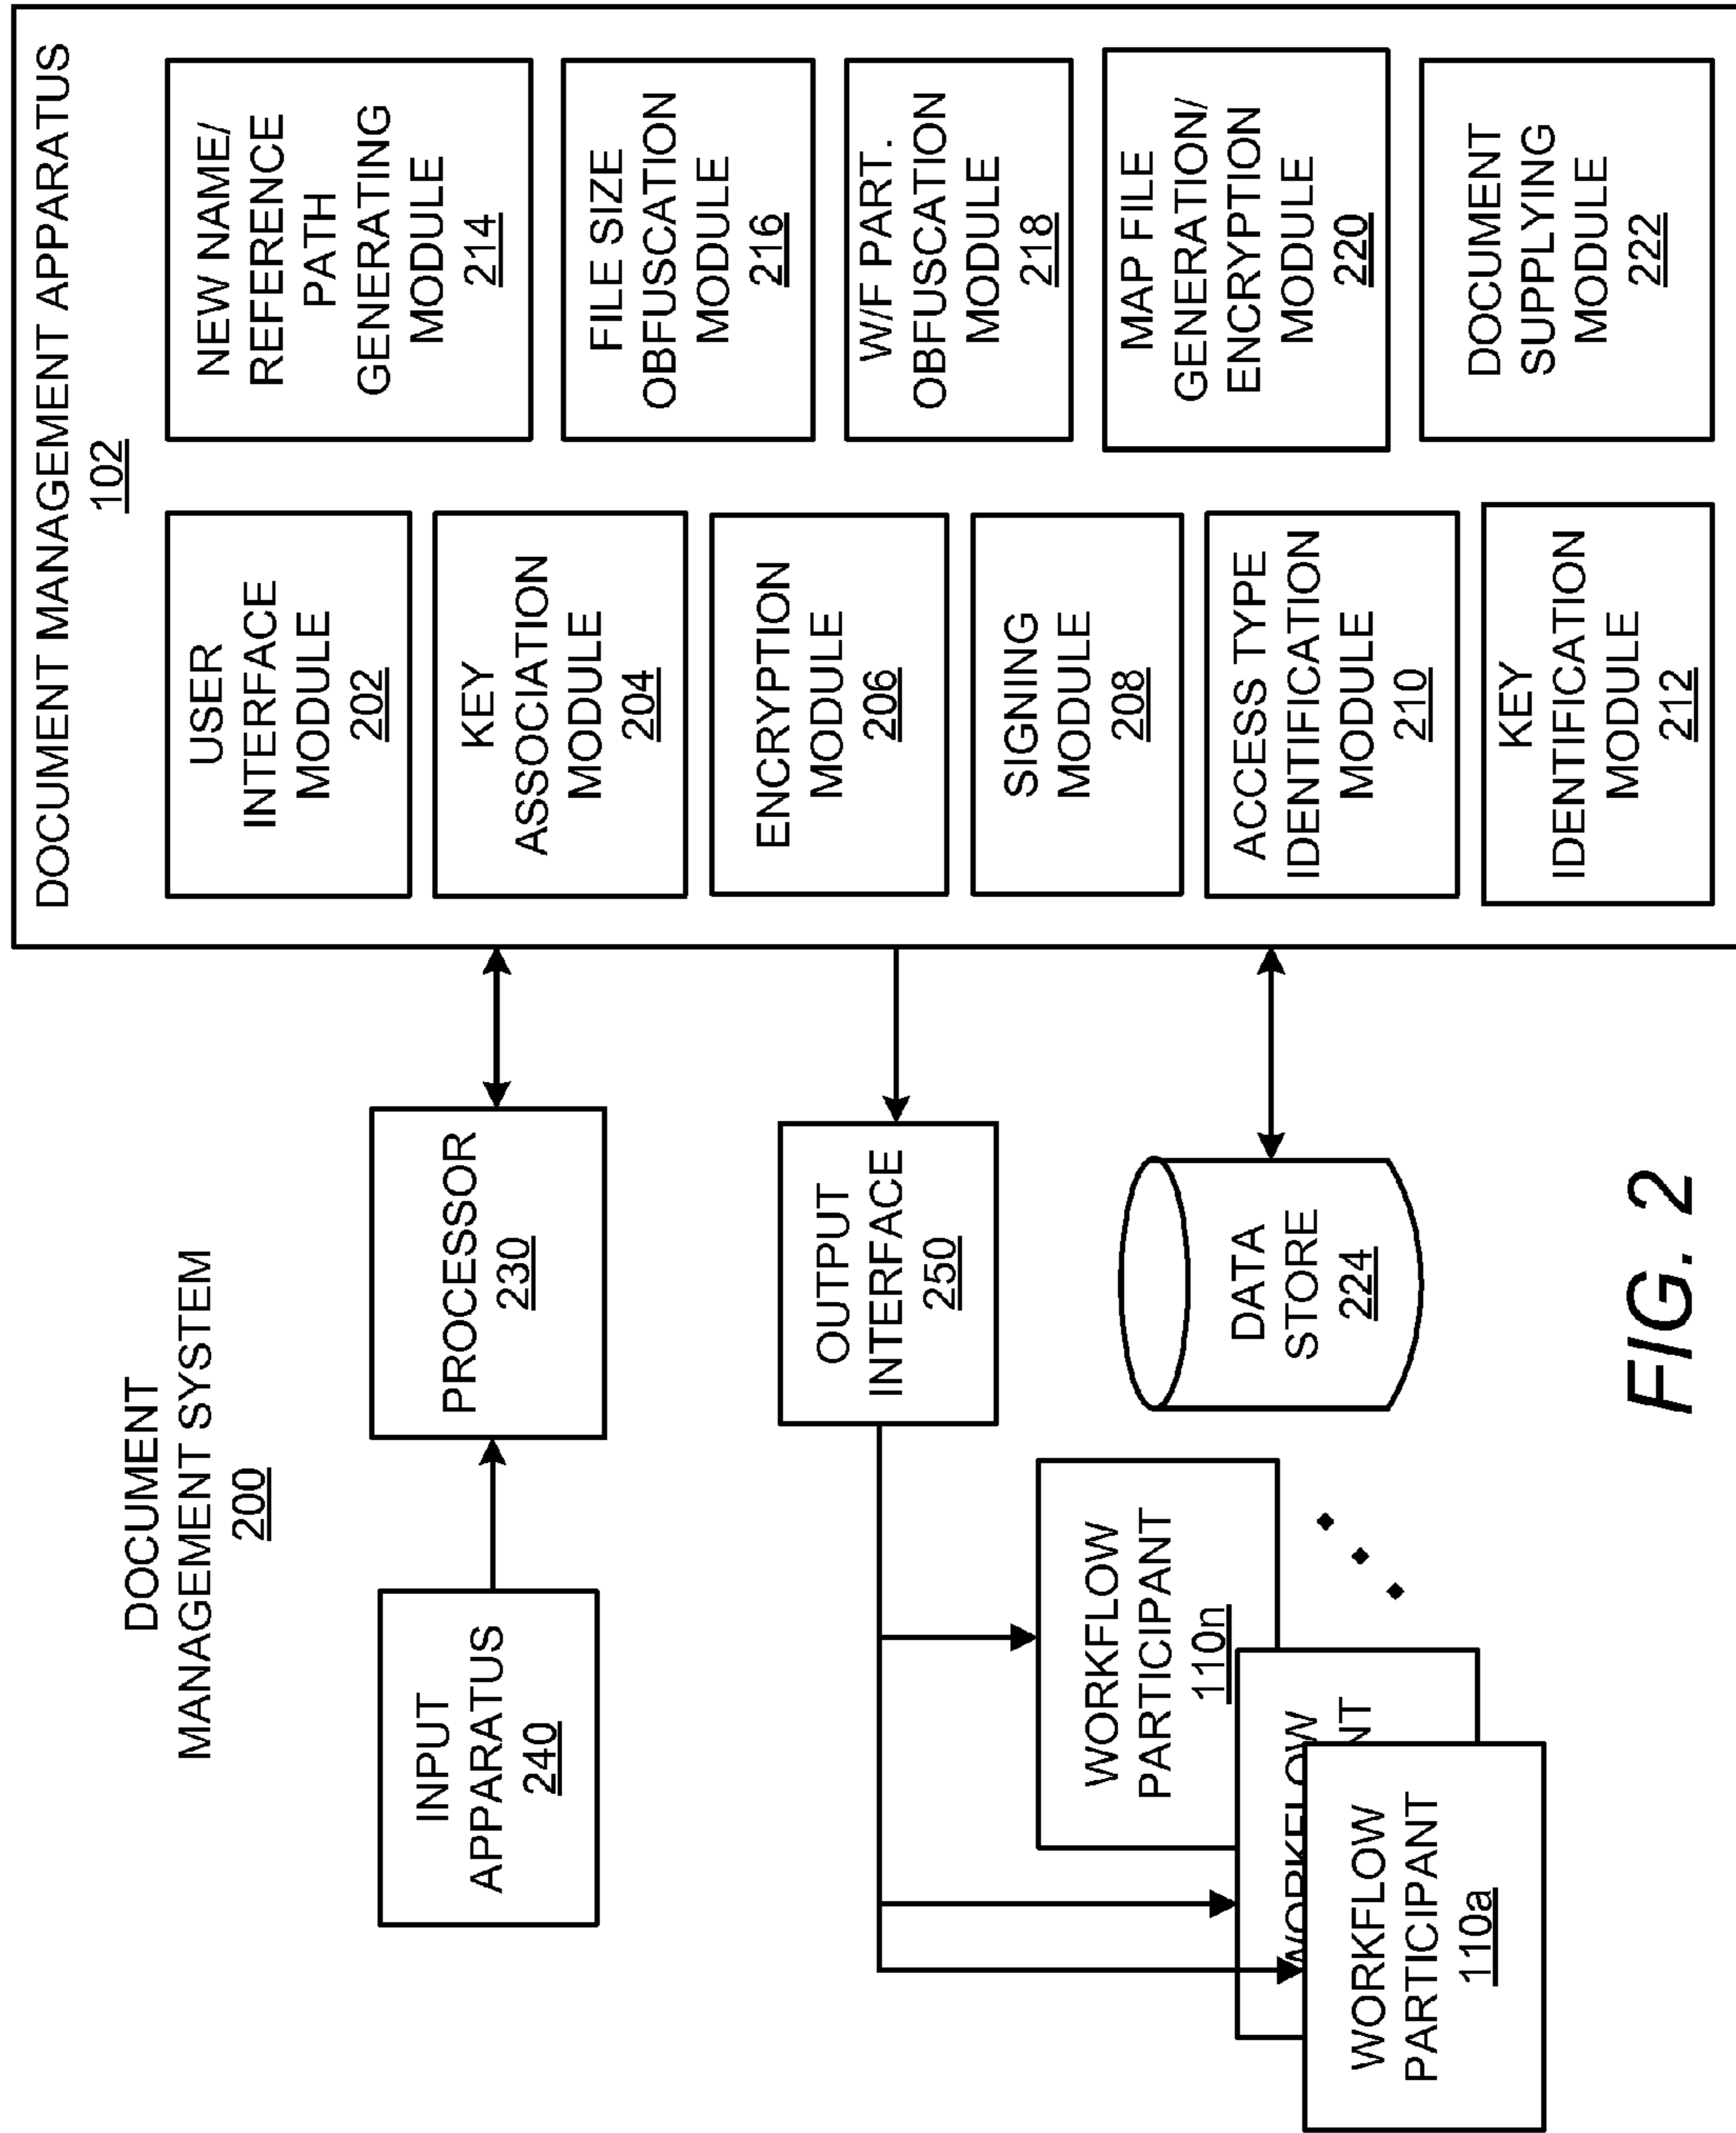 DOCUMENT
MANAGEMENT SYSTEM
200
INPUT
APPARATUS
240
PROCESSOR
230
OUTPUT
INTERFACE
250
WORKFLOW
PARTICIPANT
110n
WORKFLOW
NT
WORKFLOW
PARTICIPANT
110a
DATA
STORE
224
DOCUMENT MANAGEMENT APPARATUS
102
USER
INTERFACE
MODULE
202
KEY
ASSOCIATION
MODULE
204
ENCRYPTION
MODULE
206
SIGNING
MODULE
208
ACCESS TYPE
IDENTIFICATION
MODULE
210
KEY
IDENTIFICATION
MODULE
212
NEW NAME/
REFERENCE
PATH
GENERATING
MODULE
214
FILE SIZE
OBFUSCATION
MODULE
216
W/F PART.
OBFUSCATION
MODULE
218
MAP FILE
GENERATION/
ENCRYPTION
MODULE
220
DOCUMENT
SUPPLYING
MODULE
222
FIG. 2